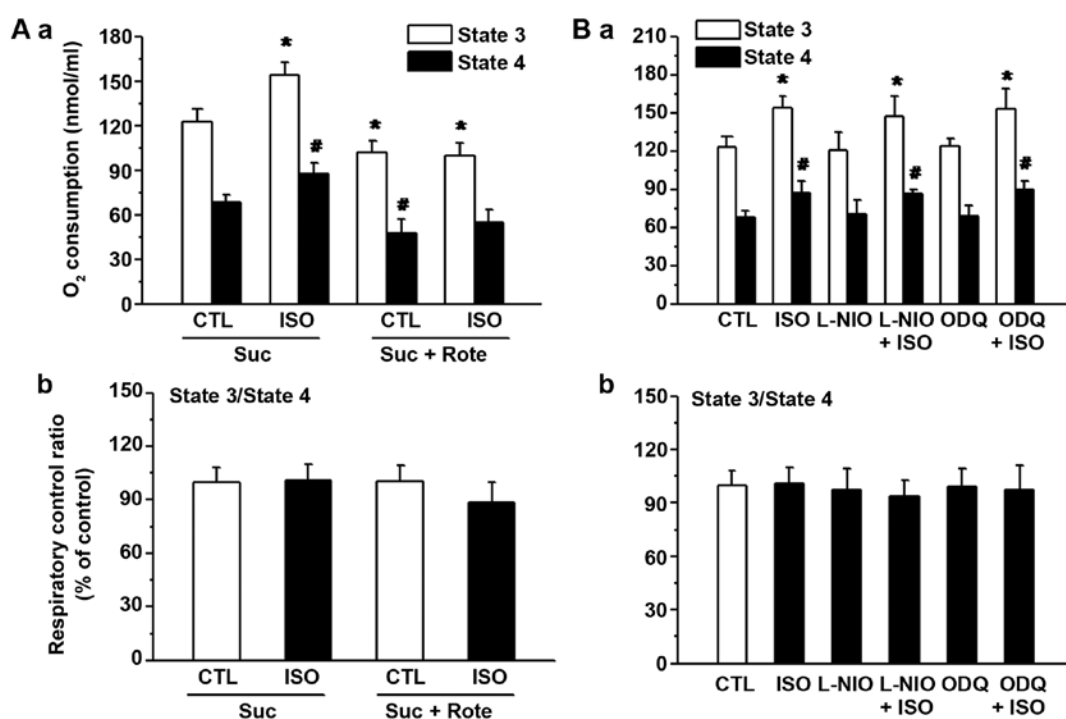 A a
O₂ consumption (nmol/ml)
180
150
120
90
60
30
0
State 3
State 4
*
#
*
#
*
CTL ISO CTL ISO
Suc Suc + Rote
B a
210
180
150
120
90
60
30
0
State 3
State 4
*
#
*
#
*
#
CTL ISO L-NIO L-NIO ODQ ODQ
+ ISO + ISO
b
Respiratory control ratio
(% of control)
150
120
90
60
30
0
State 3/State 4
CTL ISO CTL ISO
Suc Suc + Rote
b
150
120
90
60
30
0
State 3/State 4
CTL ISO L-NIO L-NIO ODQ ODQ
+ ISO + ISO